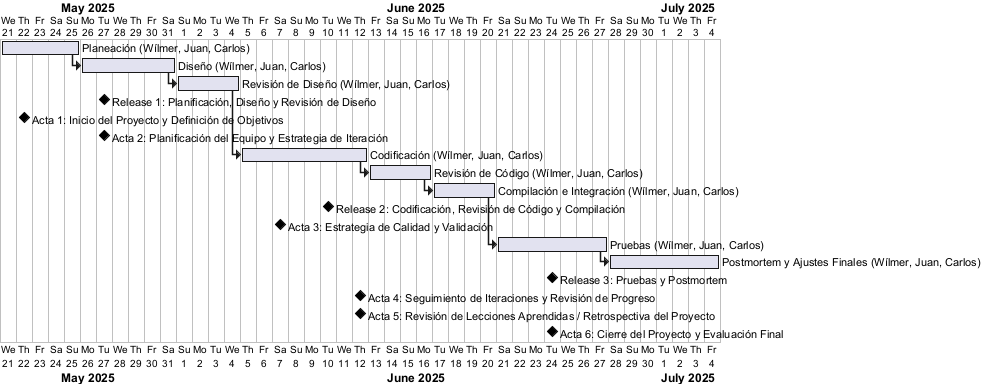 May 2025 June 2025 July 2025
We Th Fr Sa Su Mo Tu We Th Fr Sa Su Mo Tu We Th Fr Sa Su Mo Tu We Th Fr Sa Su Mo Tu We Th Fr Sa Su Mo Tu We Th Fr Sa Su Mo Tu We Th Fr
21 22 23 24 25 26 27 28 29 30 31 1 2 3 4 5 6 7 8 9 10 11 12 13 14 15 16 17 18 19 20 21 22 23 24 25 26 27 28 29 30 1 2 3 4
Planeación (Wílmer, Juan, Carlos)
Diseño (Wílmer, Juan, Carlos)
Revisión de Diseño (Wílmer, Juan, Carlos)
Release 1: Planificación, Diseño y Revisión de Diseño
Acta 1: Inicio del Proyecto y Definición de Objetivos
Acta 2: Planificación del Equipo y Estrategia de Iteración
Codificación (Wílmer, Juan, Carlos)
Revisión de Código (Wílmer, Juan, Carlos)
Compilación e Integración (Wílmer, Juan, Carlos)
Release 2: Codificación, Revisión de Código y Compilación
Acta 3: Estrategia de Calidad y Validación
Pruebas (Wílmer, Juan, Carlos)
Postmortem y Ajustes Finales (Wílmer, Juan, Carlos)
Release 3: Pruebas y Postmortem
Acta 4: Seguimiento de Iteraciones y Revisión de Progreso
Acta 5: Revisión de Lecciones Aprendidas / Retrospectiva del Proyecto
Acta 6: Cierre del Proyecto y Evaluación Final
We Th Fr Sa Su Mo Tu We Th Fr Sa Su Mo Tu We Th Fr Sa Su Mo Tu We Th Fr Sa Su Mo Tu We Th Fr Sa Su Mo Tu We Th Fr Sa Su Mo Tu We Th Fr
21 22 23 24 25 26 27 28 29 30 31 1 2 3 4 5 6 7 8 9 10 11 12 13 14 15 16 17 18 19 20 21 22 23 24 25 26 27 28 29 30 1 2 3 4
May 2025 June 2025 July 2025